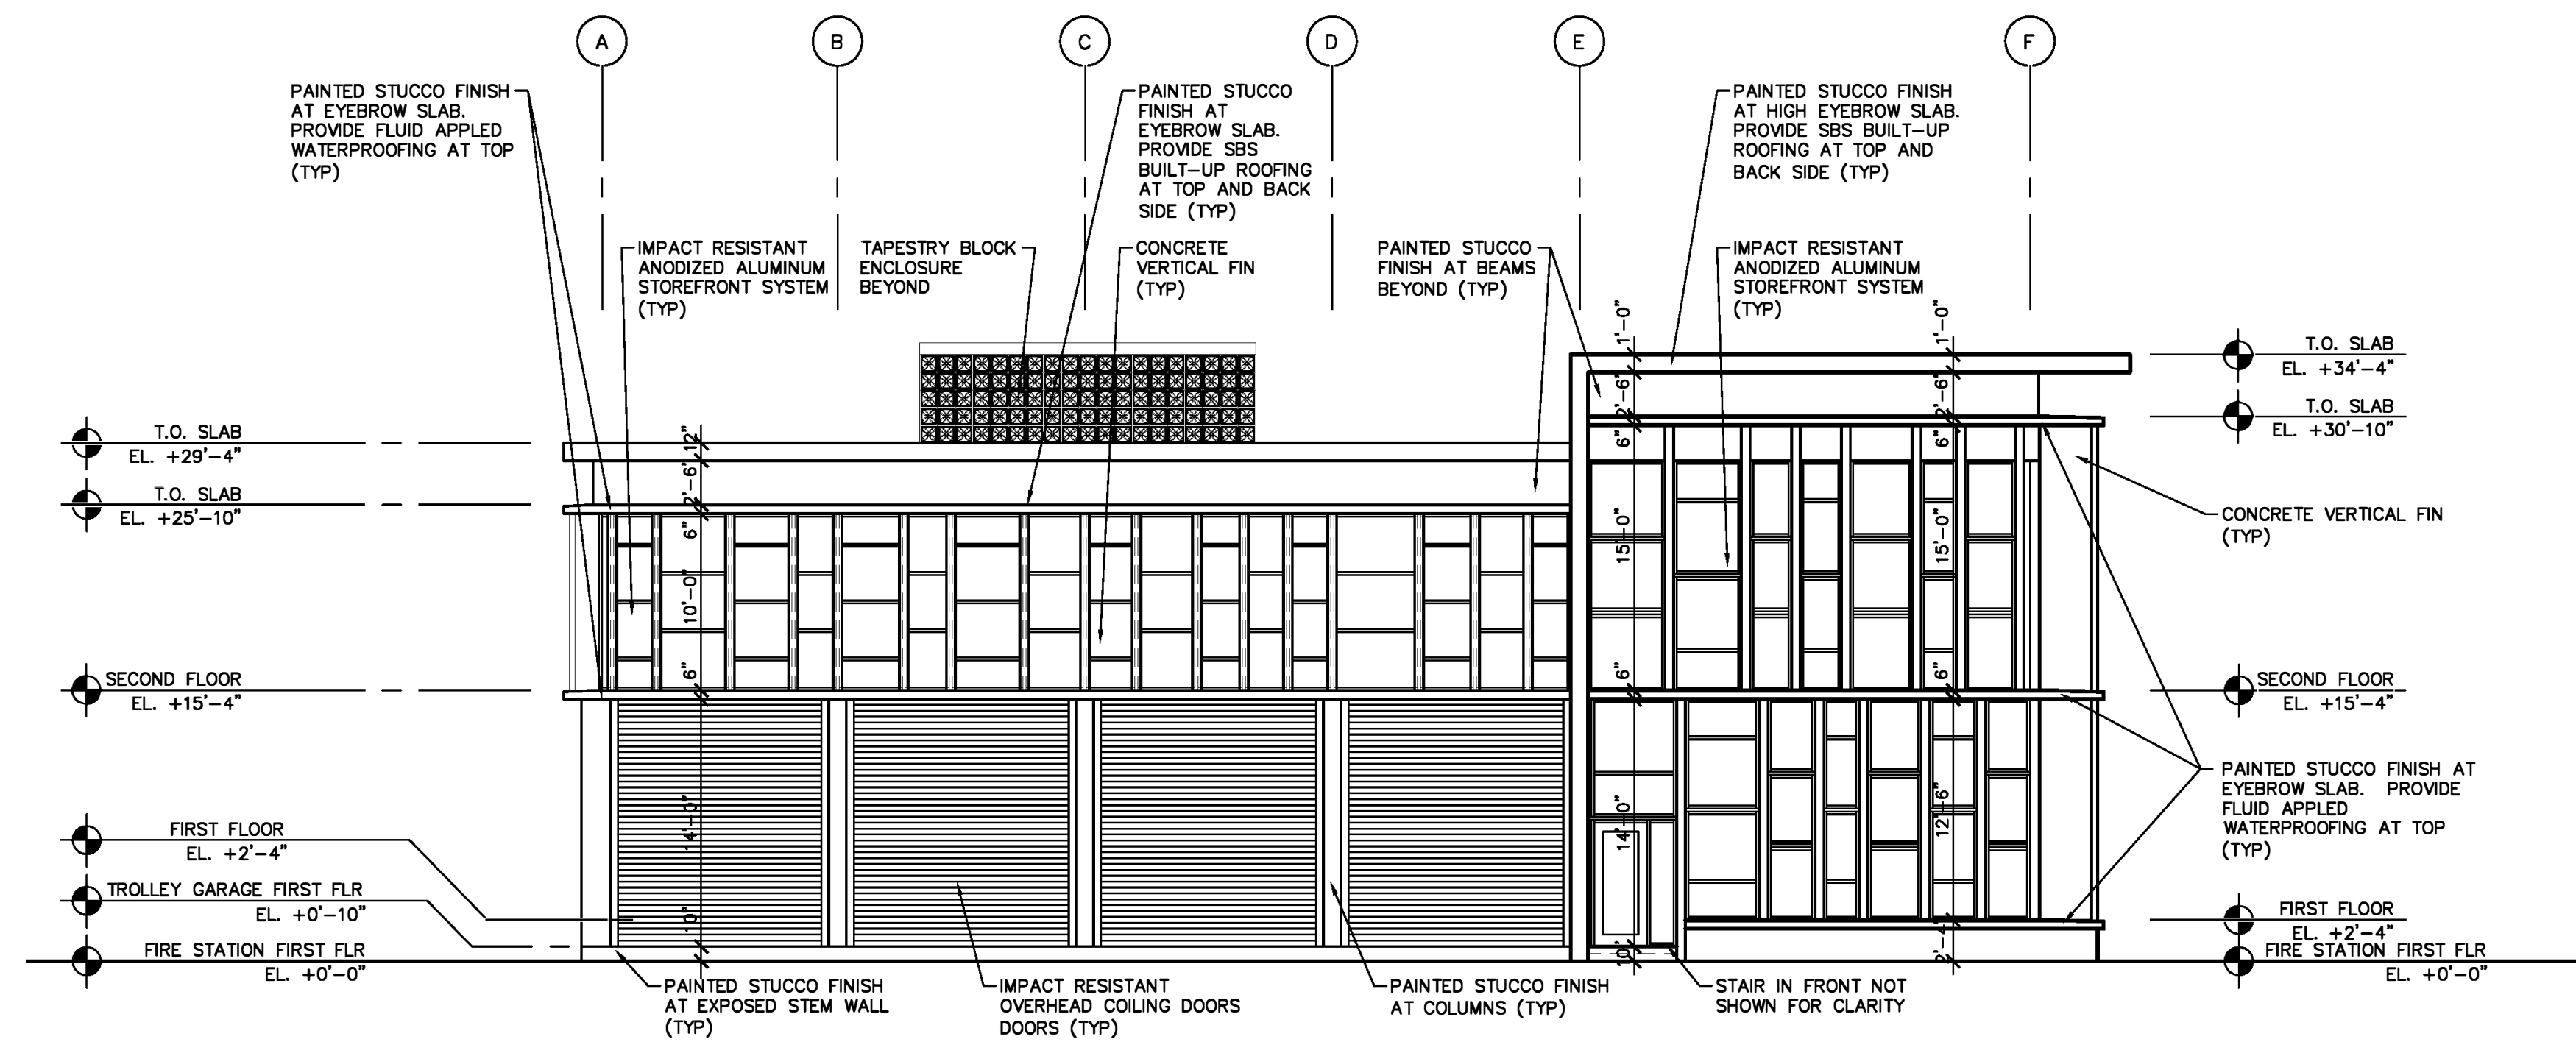 A
B
C
D
E
F
PAINTED STUCCO FINISH
AT EYEBROW SLAB.
PROVIDE FLUID APPLED
WATERPROOFING AT TOP
(TYP)
PAINTED STUCCO
FINISH AT
EYEBROW SLAB.
PROVIDE SBS
BUILT-UP ROOFING
AT TOP AND BACK
SIDE (TYP)
PAINTED STUCCO FINISH
AT HIGH EYEBROW SLAB.
PROVIDE SBS BUILT-UP
ROOFING AT TOP AND
BACK SIDE (TYP)
IMPACT RESISTANT
ANODIZED ALUMINUM
STOREFRONT SYSTEM
(TYP)
TAPESTRY BLOCK
ENCLOSURE
BEYOND
CONCRETE
VERTICAL FIN
(TYP)
PAINTED STUCCO
FINISH AT BEAMS
BEYOND (TYP)
IMPACT RESISTANT
ANODIZED ALUMINUM
STOREFRONT SYSTEM
(TYP)
T.O. SLAB
EL. +29'-4"
T.O. SLAB
EL. +25'-10"
SECOND FLOOR
EL. +15'-4"
FIRST FLOOR
EL. +2'-4"
TROLLEY GARAGE FIRST FLR
EL. +0'-10"
FIRE STATION FIRST FLR
EL. +0'-0"
12"
2'-6"
6"
10'-0"
6"
14'-0"
10"
1'-0"
2'-6"
6"
15'-0"
6"
14'-0"
10"
1'-0"
2'-6"
6"
15'-0"
6"
12'-6"
2'-4"
T.O. SLAB
EL. +34'-4"
T.O. SLAB
EL. +30'-10"
CONCRETE VERTICAL FIN
(TYP)
SECOND FLOOR
EL. +15'-4"
PAINTED STUCCO FINISH AT
EYEBROW SLAB. PROVIDE
FLUID APPLED
WATERPROOFING AT TOP
(TYP)
FIRST FLOOR
EL. +2'-4"
FIRE STATION FIRST FLR
EL. +0'-0"
PAINTED STUCCO FINISH
AT EXPOSED STEM WALL
(TYP)
IMPACT RESISTANT
OVERHEAD COILING DOORS
DOORS (TYP)
PAINTED STUCCO FINISH
AT COLUMNS (TYP)
STAIR IN FRONT NOT
SHOWN FOR CLARITY